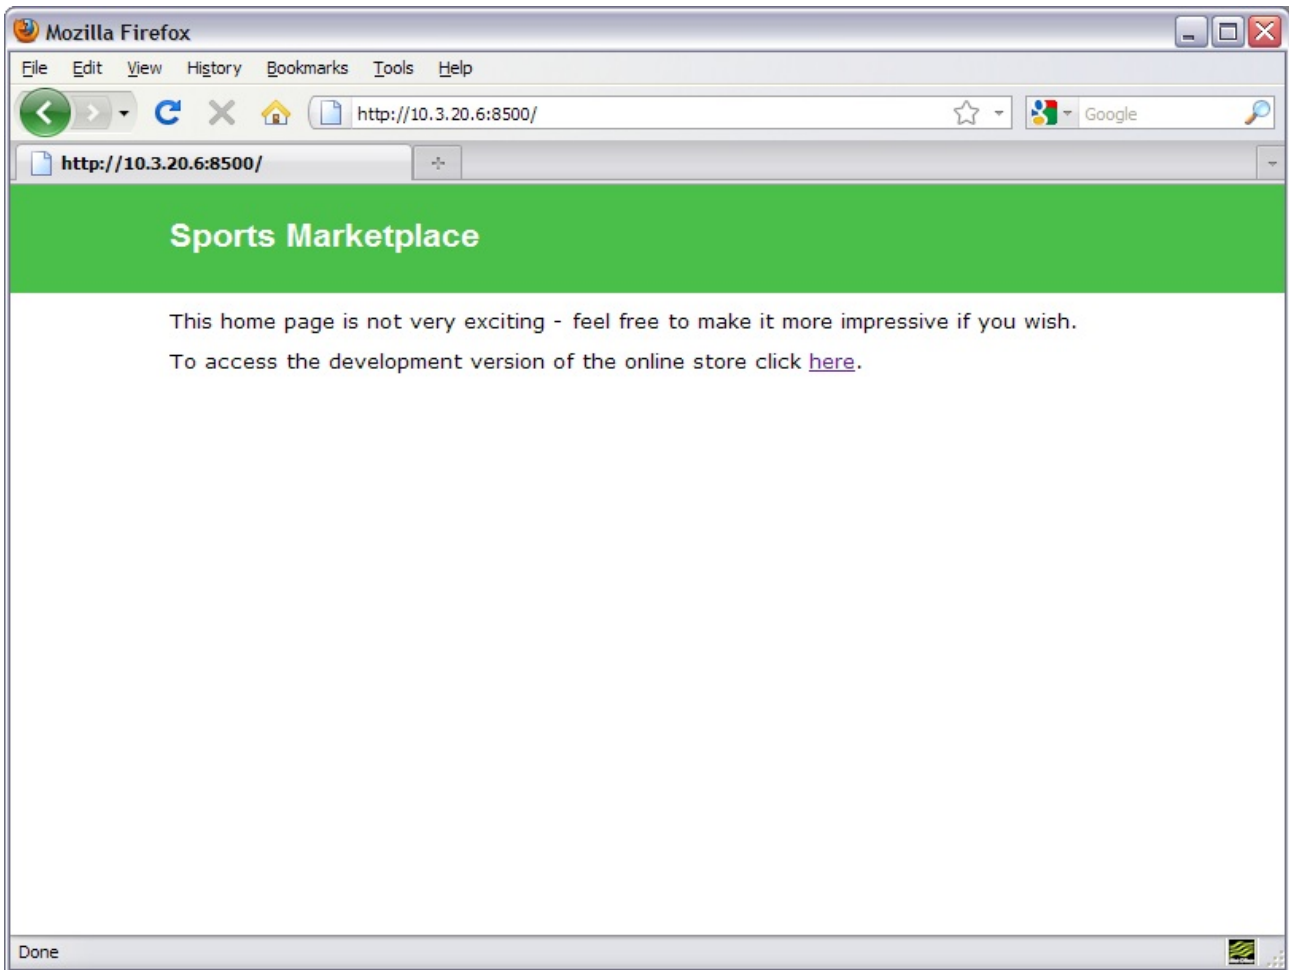 Mozilla Firefox
File Edit View History Bookmarks Tools Help
http://10.3.20.6:8500/ Google
http://10.3.20.6:8500/
Sports Marketplace
This home page is not very exciting - feel free to make it more impressive if you wish.
To access the development version of the online store click here.
Done